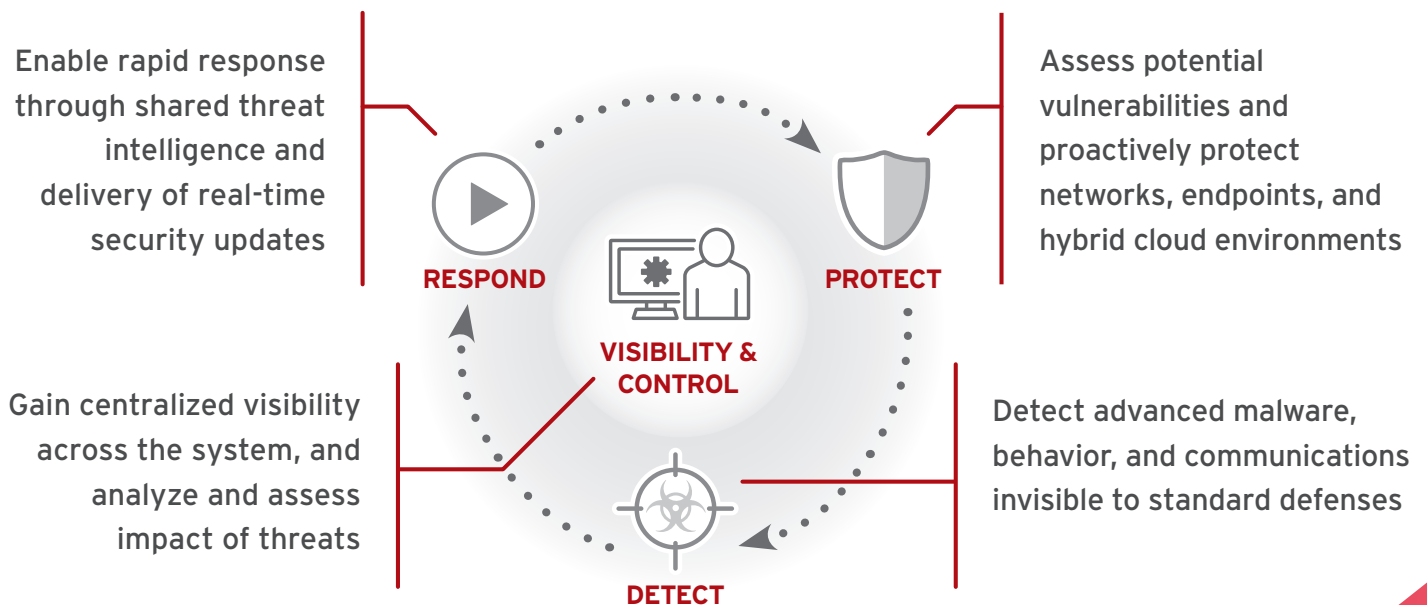 Enable rapid response
through shared threat
intelligence and
delivery of real-time
security updates
RESPOND
Assess potential
vulnerabilities and
proactively protect
networks, endpoints, and
hybrid cloud environments
PROTECT
VISIBILITY &
CONTROL
Gain centralized visibility
across the system, and
analyze and assess
impact of threats
Detect advanced malware,
behavior, and communications
invisible to standard defenses
DETECT